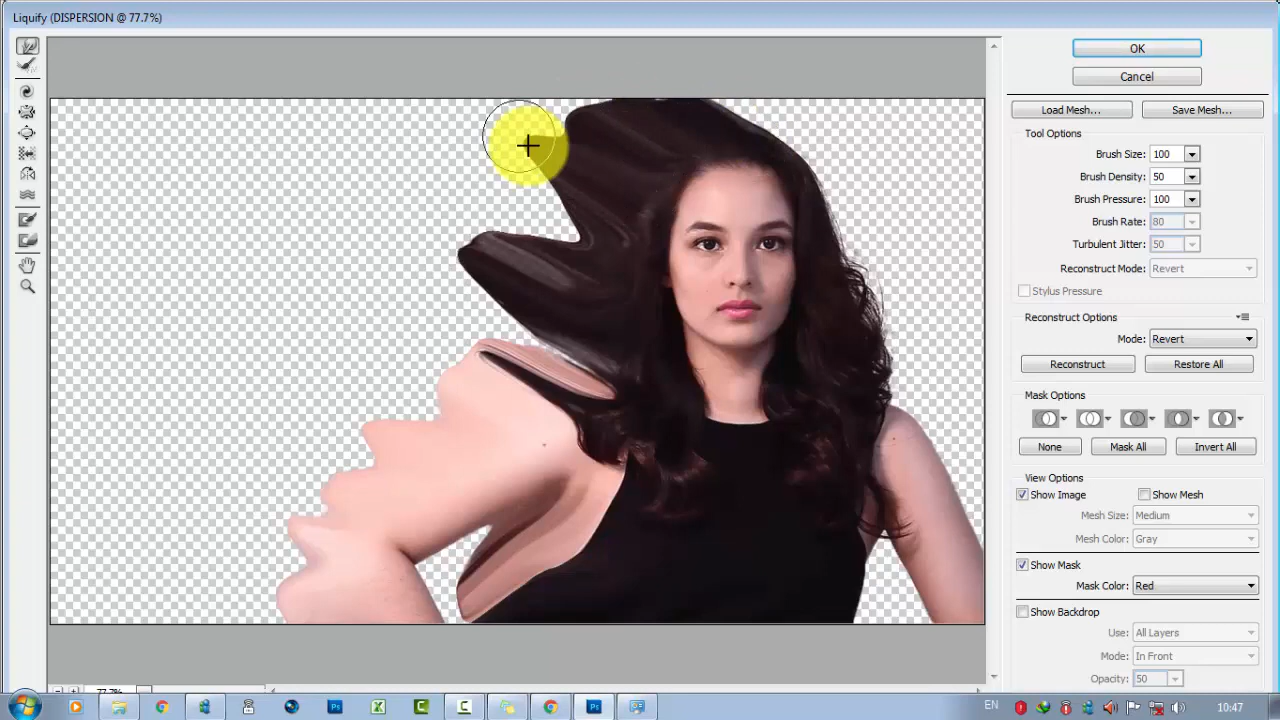 Liquify (DISPERSION @ 77.7%)
OK
Cancel
Load Mesh...
Save Mesh...
Tool Options
Brush Size: 100
Brush Density: 50
Brush Pressure: 100
Brush Rate: 80
Turbulent Jitter: 50
Reconstruct Mode: Revert
Stylus Pressure
Reconstruct Options
Mode: Revert
Reconstruct
Restore All
Mask Options
None
Mask All
Invert All
View Options
Show Image
Show Mesh
Mesh Size: Medium
Mesh Color: Gray
Show Mask
Mask Color: Red
Show Backdrop
Use: All Layers
Mode: In Front
Opacity: 50
77.7%
EN
10:47